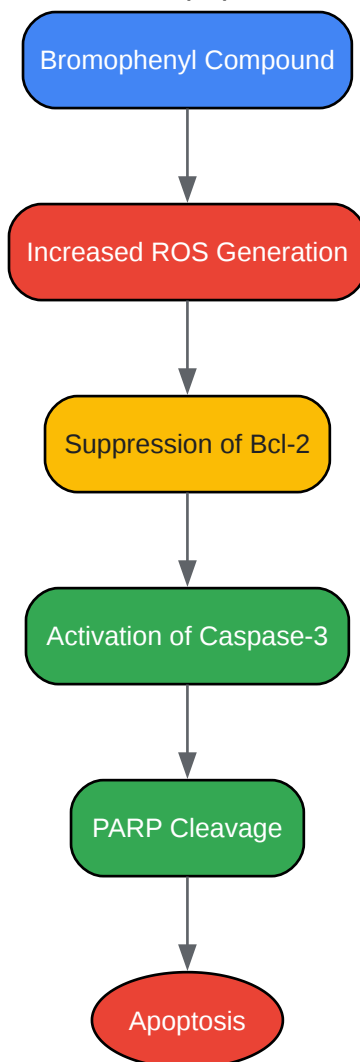 Bromophenyl Compound
Increased ROS Generation
Suppression of Bcl-2
Activation of Caspase-3
PARP Cleavage
Apoptosis